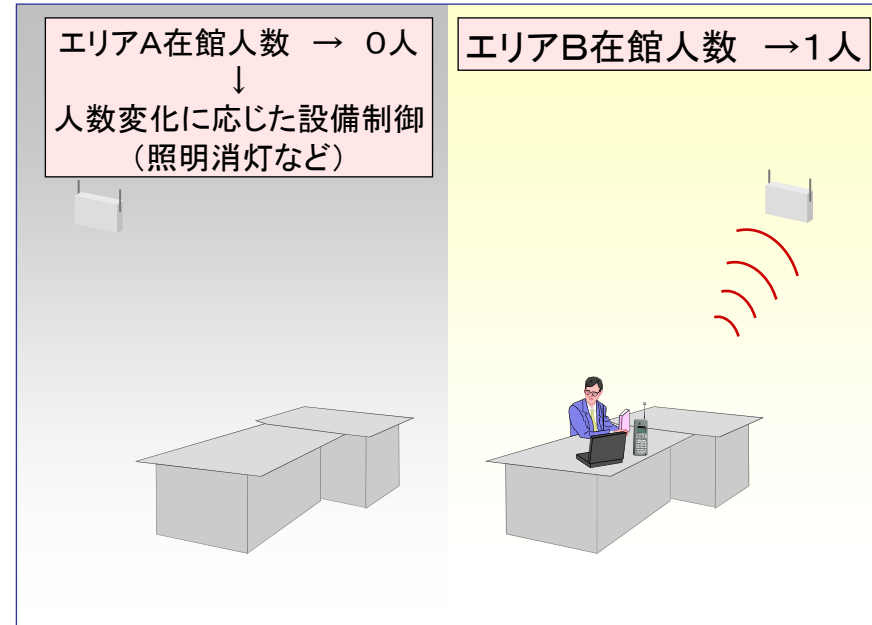 エリアA在館人数 → 0人
↓
人数変化に応じた設備制御
（照明消灯など）
エリアB在館人数 →1人